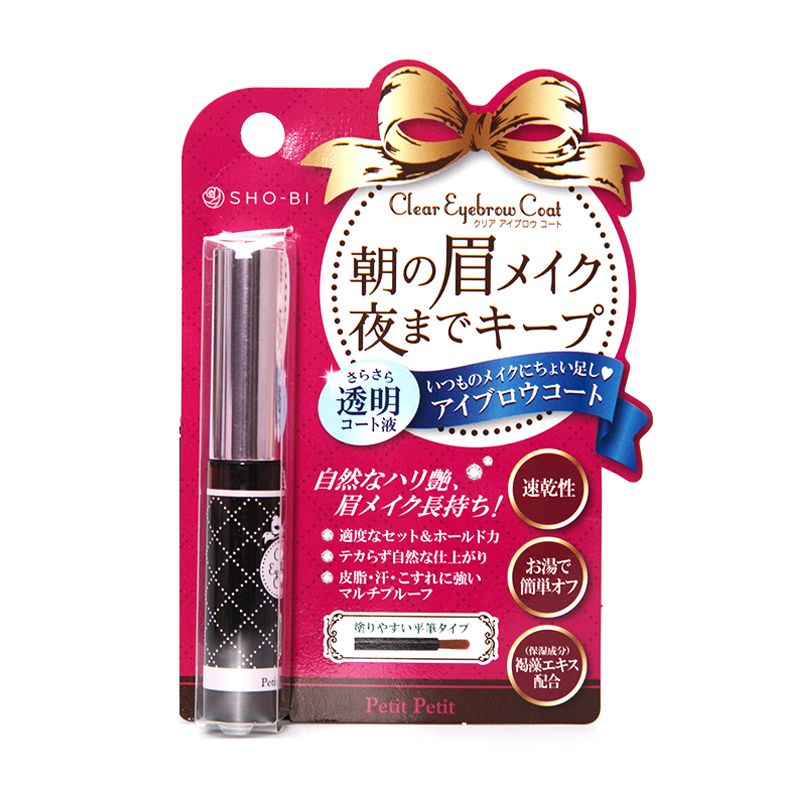 SHO-BI
Clear Eyebrow Coat
クリア アイブロウ コート
朝の眉メイク
夜までキープ
さらさら
透明
コート液
いつものメイクにちょい足し♥
アイブロウコート
自然なハリ艶、
眉メイク長持ち!
適度なセット&ホールド力
テカらず自然な仕上がり
皮脂・汗・こすれに強い
マルチプルーフ
塗りやすい平筆タイプ
速乾性
お湯で
簡単オフ
(保湿成分)
褐藻エキス
配合
Petit Petit
Petit